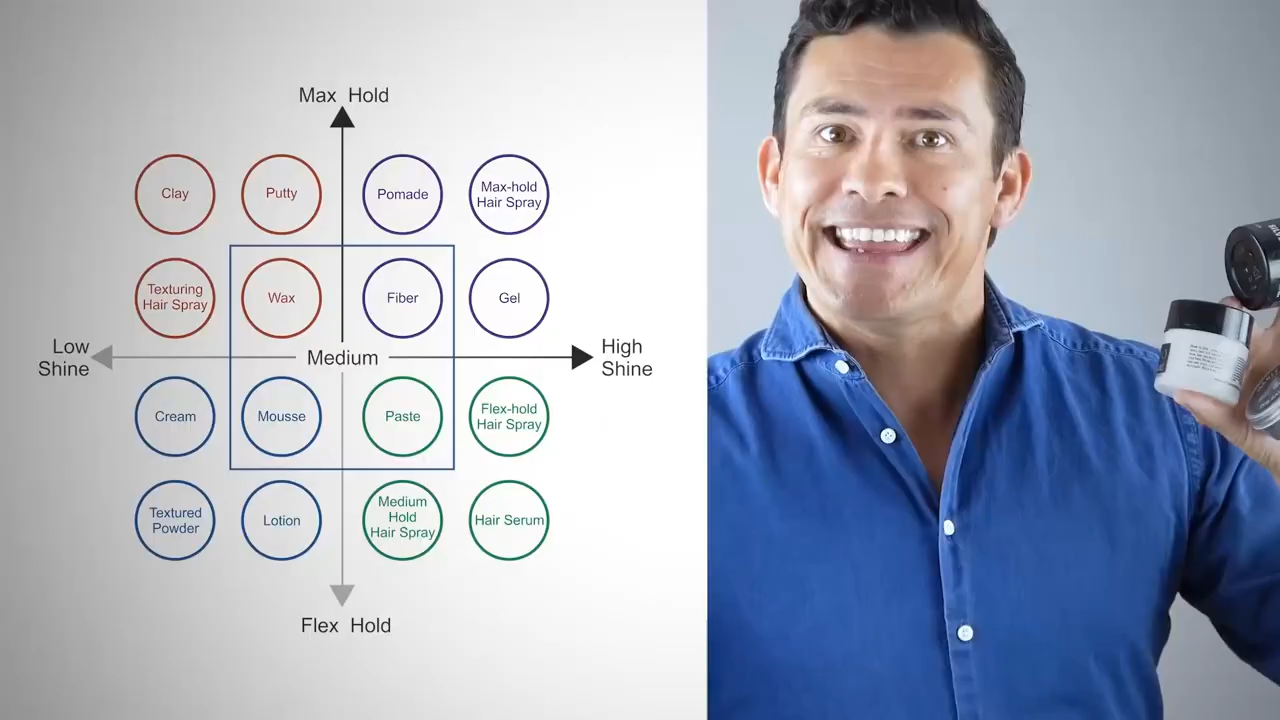 Max Hold
Clay
Putty
Pomade
Max-hold
Hair Spray
Texturing
Hair Spray
Wax
Fiber
Gel
Low
Shine
Medium
High
Shine
Cream
Mousse
Paste
Flex-hold
Hair Spray
Textured
Powder
Lotion
Medium
Hold
Hair Spray
Hair Serum
Flex Hold